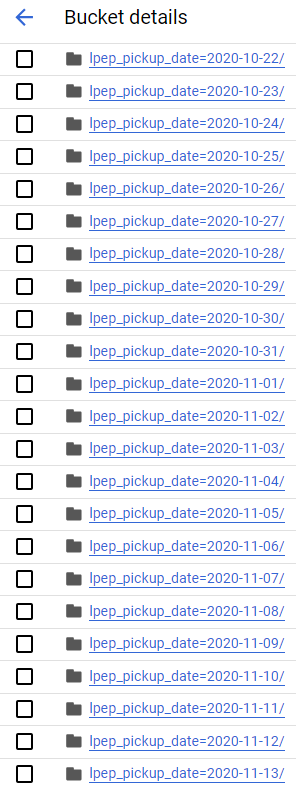 Bucket details
lpep_pickup_date=2020-10-22/
lpep_pickup_date=2020-10-23/
lpep_pickup_date=2020-10-24/
lpep_pickup_date=2020-10-25/
lpep_pickup_date=2020-10-26/
lpep_pickup_date=2020-10-27/
lpep_pickup_date=2020-10-28/
lpep_pickup_date=2020-10-29/
lpep_pickup_date=2020-10-30/
lpep_pickup_date=2020-10-31/
lpep_pickup_date=2020-11-01/
lpep_pickup_date=2020-11-02/
lpep_pickup_date=2020-11-03/
lpep_pickup_date=2020-11-04/
lpep_pickup_date=2020-11-05/
lpep_pickup_date=2020-11-06/
lpep_pickup_date=2020-11-07/
lpep_pickup_date=2020-11-08/
lpep_pickup_date=2020-11-09/
lpep_pickup_date=2020-11-10/
lpep_pickup_date=2020-11-11/
lpep_pickup_date=2020-11-12/
lpep_pickup_date=2020-11-13/